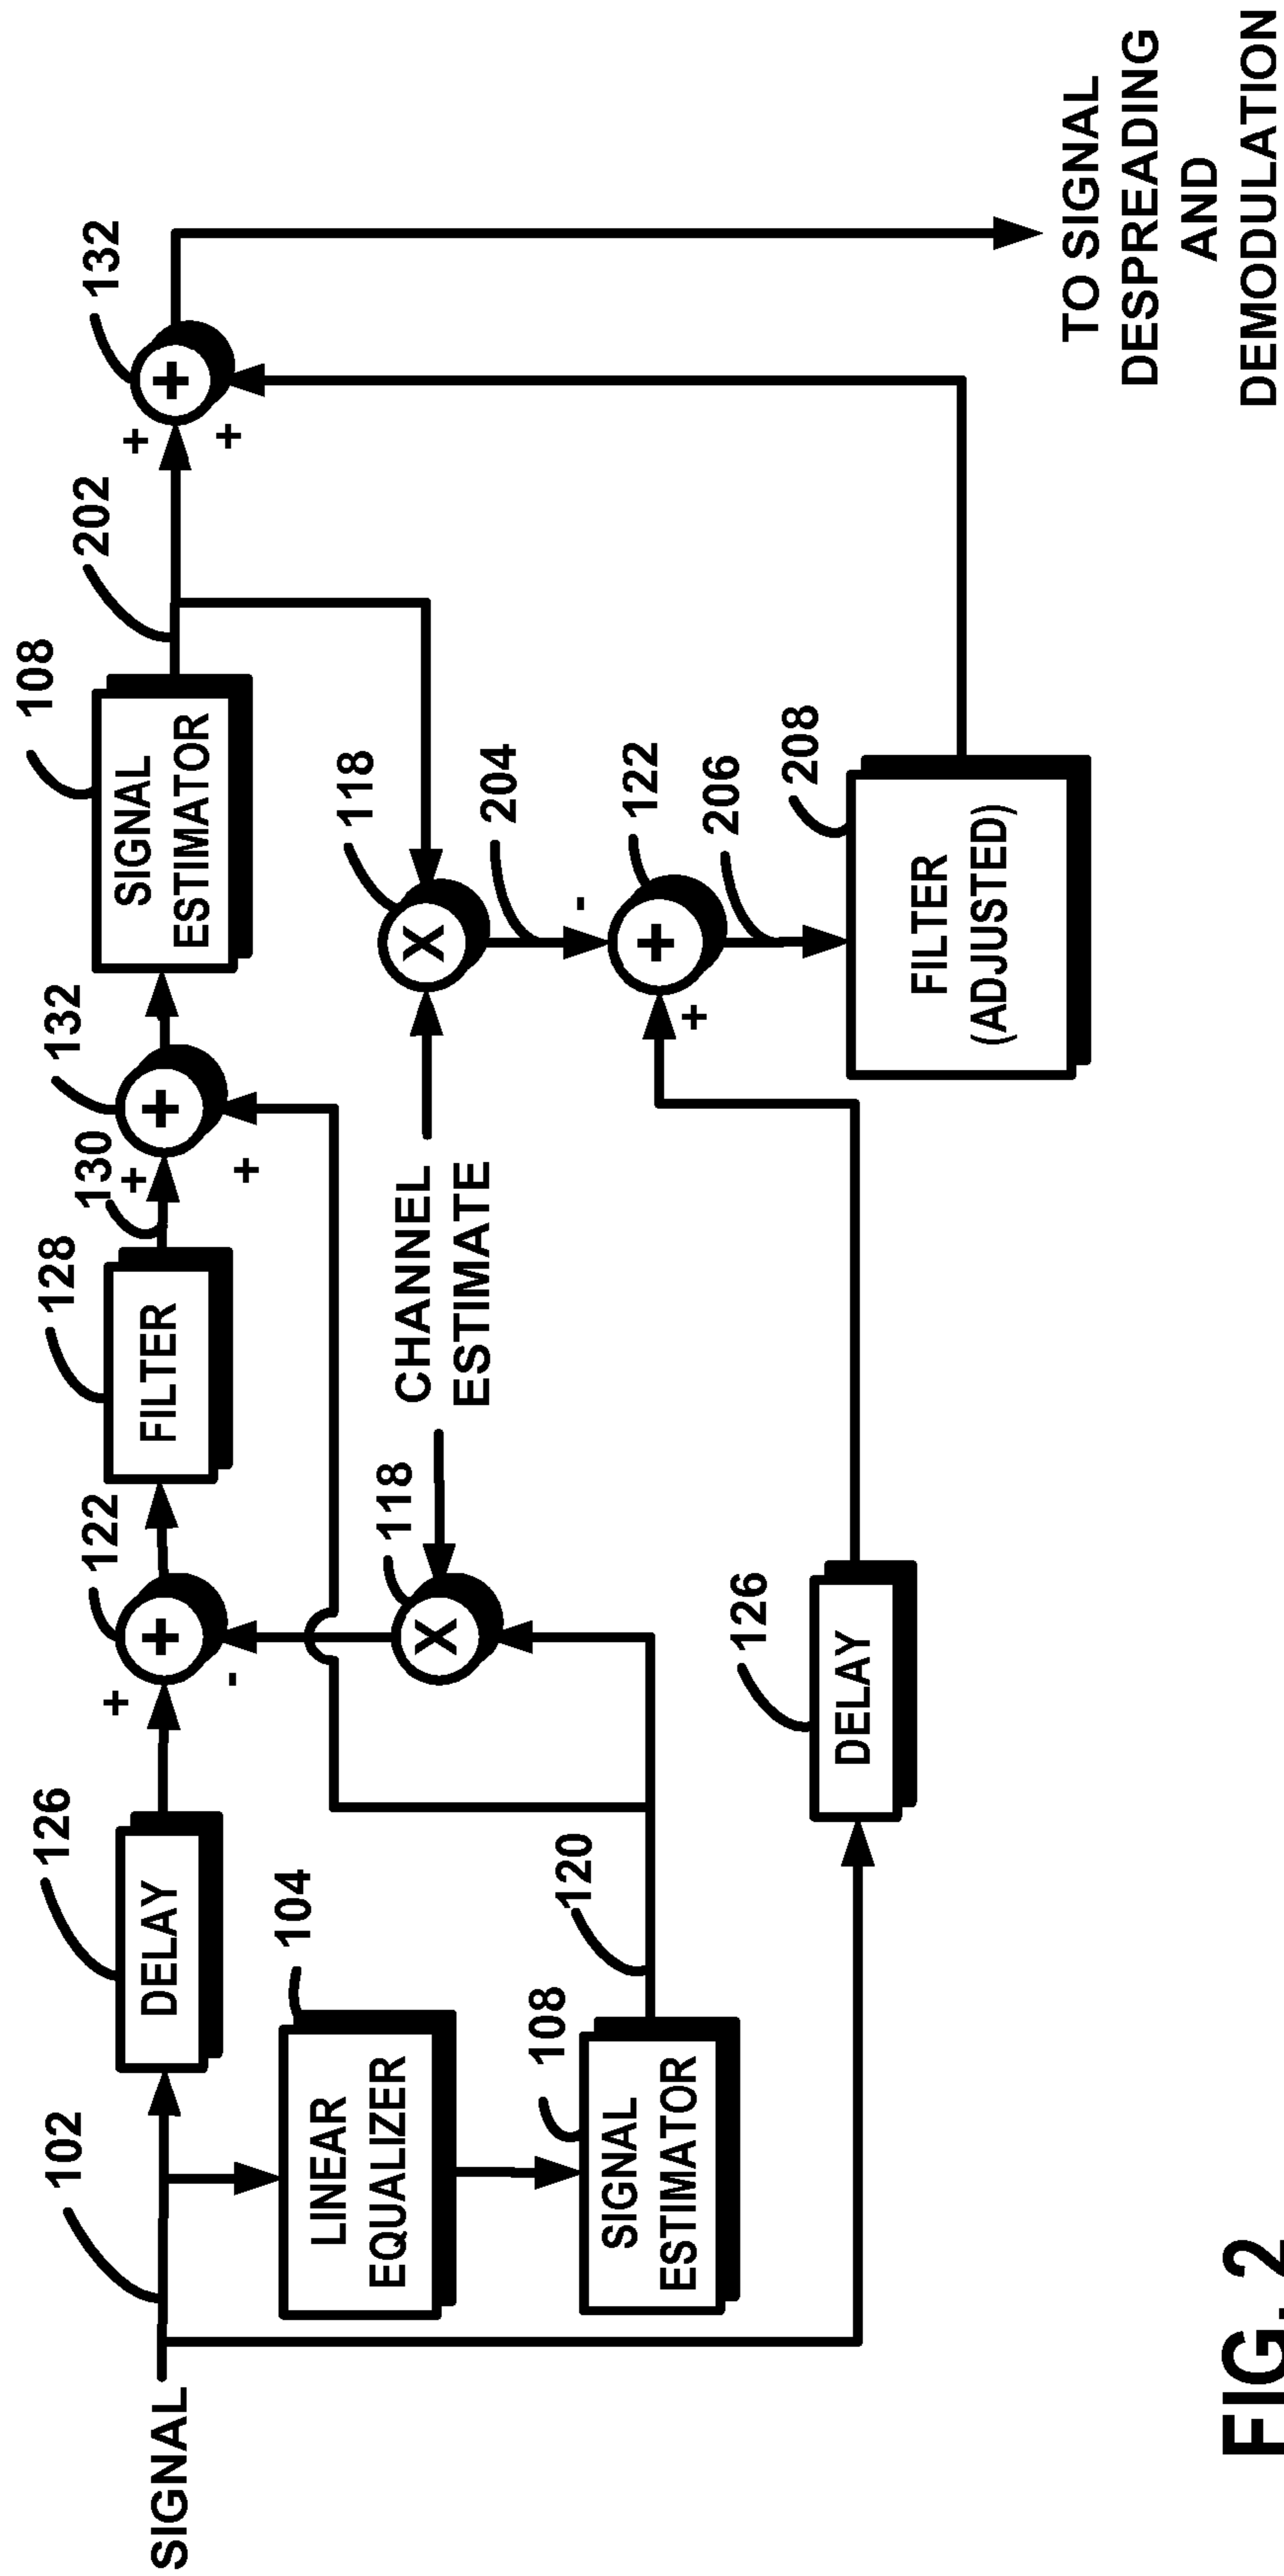 SIGNAL
102
126
DELAY
104
LINEAR
EQUALIZER
108
SIGNAL
ESTIMATOR
120
126
DELAY
+
-
122
+
118
X
128
FILTER
130
+
+
132
+
CHANNEL
ESTIMATE
108
SIGNAL
ESTIMATOR
118
X
204
-
+
122
+
206
208
FILTER
(ADJUSTED)
202
+
+
132
+
TO SIGNAL
DESPREADING
AND
DEMODULATION
FIG. 2